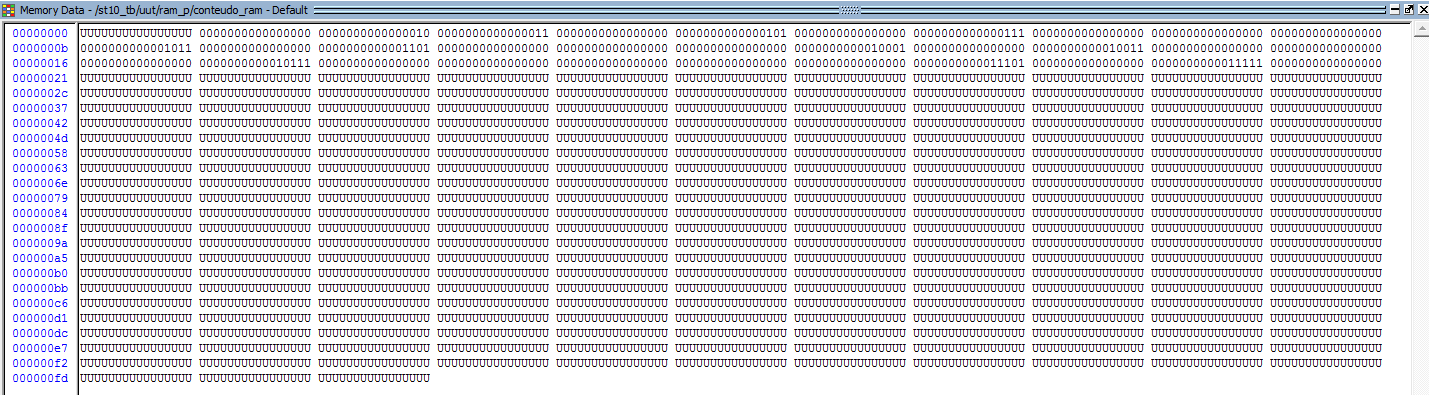 Memory Data - /st10_tb/uut/ram_p/conteudo_ram - Default
00000000 UUUUUUUUUUUUUUUU 0000000000000000 0000000000000010 0000000000000011 0000000000000000 0000000000000101 0000000000000000 0000000000000111 0000000000000000 0000000000000000 0000000000000000
0000000b 0000000000001011 0000000000000000 0000000000001101 0000000000000000 0000000000000000 0000000000000000 0000000000010001 0000000000000000 0000000000010011 0000000000000000 0000000000000000
00000016 0000000000000000 0000000000010111 0000000000000000 0000000000000000 0000000000000000 0000000000000000 0000000000000000 0000000000011101 0000000000000000 0000000000011111 0000000000000000
00000021 UUUUUUUUUUUUUUUU UUUUUUUUUUUUUUUU UUUUUUUUUUUUUUUU UUUUUUUUUUUUUUUU UUUUUUUUUUUUUUUU UUUUUUUUUUUUUUUU UUUUUUUUUUUUUUUU UUUUUUUUUUUUUUUU UUUUUUUUUUUUUUUU UUUUUUUUUUUUUUUU UUUUUUUUUUUUUUUU
0000002c UUUUUUUUUUUUUUUU UUUUUUUUUUUUUUUU UUUUUUUUUUUUUUUU UUUUUUUUUUUUUUUU UUUUUUUUUUUUUUUU UUUUUUUUUUUUUUUU UUUUUUUUUUUUUUUU UUUUUUUUUUUUUUUU UUUUUUUUUUUUUUUU UUUUUUUUUUUUUUUU UUUUUUUUUUUUUUUU
00000037 UUUUUUUUUUUUUUUU UUUUUUUUUUUUUUUU UUUUUUUUUUUUUUUU UUUUUUUUUUUUUUUU UUUUUUUUUUUUUUUU UUUUUUUUUUUUUUUU UUUUUUUUUUUUUUUU UUUUUUUUUUUUUUUU UUUUUUUUUUUUUUUU UUUUUUUUUUUUUUUU UUUUUUUUUUUUUUUU
00000042 UUUUUUUUUUUUUUUU UUUUUUUUUUUUUUUU UUUUUUUUUUUUUUUU UUUUUUUUUUUUUUUU UUUUUUUUUUUUUUUU UUUUUUUUUUUUUUUU UUUUUUUUUUUUUUUU UUUUUUUUUUUUUUUU UUUUUUUUUUUUUUUU UUUUUUUUUUUUUUUU UUUUUUUUUUUUUUUU
0000004d UUUUUUUUUUUUUUUU UUUUUUUUUUUUUUUU UUUUUUUUUUUUUUUU UUUUUUUUUUUUUUUU UUUUUUUUUUUUUUUU UUUUUUUUUUUUUUUU UUUUUUUUUUUUUUUU UUUUUUUUUUUUUUUU UUUUUUUUUUUUUUUU UUUUUUUUUUUUUUUU UUUUUUUUUUUUUUUU
00000058 UUUUUUUUUUUUUUUU UUUUUUUUUUUUUUUU UUUUUUUUUUUUUUUU UUUUUUUUUUUUUUUU UUUUUUUUUUUUUUUU UUUUUUUUUUUUUUUU UUUUUUUUUUUUUUUU UUUUUUUUUUUUUUUU UUUUUUUUUUUUUUUU UUUUUUUUUUUUUUUU UUUUUUUUUUUUUUUU
00000063 UUUUUUUUUUUUUUUU UUUUUUUUUUUUUUUU UUUUUUUUUUUUUUUU UUUUUUUUUUUUUUUU UUUUUUUUUUUUUUUU UUUUUUUUUUUUUUUU UUUUUUUUUUUUUUUU UUUUUUUUUUUUUUUU UUUUUUUUUUUUUUUU UUUUUUUUUUUUUUUU UUUUUUUUUUUUUUUU
0000006e UUUUUUUUUUUUUUUU UUUUUUUUUUUUUUUU UUUUUUUUUUUUUUUU UUUUUUUUUUUUUUUU UUUUUUUUUUUUUUUU UUUUUUUUUUUUUUUU UUUUUUUUUUUUUUUU UUUUUUUUUUUUUUUU UUUUUUUUUUUUUUUU UUUUUUUUUUUUUUUU UUUUUUUUUUUUUUUU
00000079 UUUUUUUUUUUUUUUU UUUUUUUUUUUUUUUU UUUUUUUUUUUUUUUU UUUUUUUUUUUUUUUU UUUUUUUUUUUUUUUU UUUUUUUUUUUUUUUU UUUUUUUUUUUUUUUU UUUUUUUUUUUUUUUU UUUUUUUUUUUUUUUU UUUUUUUUUUUUUUUU UUUUUUUUUUUUUUUU
00000084 UUUUUUUUUUUUUUUU UUUUUUUUUUUUUUUU UUUUUUUUUUUUUUUU UUUUUUUUUUUUUUUU UUUUUUUUUUUUUUUU UUUUUUUUUUUUUUUU UUUUUUUUUUUUUUUU UUUUUUUUUUUUUUUU UUUUUUUUUUUUUUUU UUUUUUUUUUUUUUUU UUUUUUUUUUUUUUUU
0000008f UUUUUUUUUUUUUUUU UUUUUUUUUUUUUUUU UUUUUUUUUUUUUUUU UUUUUUUUUUUUUUUU UUUUUUUUUUUUUUUU UUUUUUUUUUUUUUUU UUUUUUUUUUUUUUUU UUUUUUUUUUUUUUUU UUUUUUUUUUUUUUUU UUUUUUUUUUUUUUUU UUUUUUUUUUUUUUUU
0000009a UUUUUUUUUUUUUUUU UUUUUUUUUUUUUUUU UUUUUUUUUUUUUUUU UUUUUUUUUUUUUUUU UUUUUUUUUUUUUUUU UUUUUUUUUUUUUUUU UUUUUUUUUUUUUUUU UUUUUUUUUUUUUUUU UUUUUUUUUUUUUUUU UUUUUUUUUUUUUUUU UUUUUUUUUUUUUUUU
000000a5 UUUUUUUUUUUUUUUU UUUUUUUUUUUUUUUU UUUUUUUUUUUUUUUU UUUUUUUUUUUUUUUU UUUUUUUUUUUUUUUU UUUUUUUUUUUUUUUU UUUUUUUUUUUUUUUU UUUUUUUUUUUUUUUU UUUUUUUUUUUUUUUU UUUUUUUUUUUUUUUU UUUUUUUUUUUUUUUU
000000b0 UUUUUUUUUUUUUUUU UUUUUUUUUUUUUUUU UUUUUUUUUUUUUUUU UUUUUUUUUUUUUUUU UUUUUUUUUUUUUUUU UUUUUUUUUUUUUUUU UUUUUUUUUUUUUUUU UUUUUUUUUUUUUUUU UUUUUUUUUUUUUUUU UUUUUUUUUUUUUUUU UUUUUUUUUUUUUUUU
000000bb UUUUUUUUUUUUUUUU UUUUUUUUUUUUUUUU UUUUUUUUUUUUUUUU UUUUUUUUUUUUUUUU UUUUUUUUUUUUUUUU UUUUUUUUUUUUUUUU UUUUUUUUUUUUUUUU UUUUUUUUUUUUUUUU UUUUUUUUUUUUUUUU UUUUUUUUUUUUUUUU UUUUUUUUUUUUUUUU
000000c6 UUUUUUUUUUUUUUUU UUUUUUUUUUUUUUUU UUUUUUUUUUUUUUUU UUUUUUUUUUUUUUUU UUUUUUUUUUUUUUUU UUUUUUUUUUUUUUUU UUUUUUUUUUUUUUUU UUUUUUUUUUUUUUUU UUUUUUUUUUUUUUUU UUUUUUUUUUUUUUUU UUUUUUUUUUUUUUUU
000000d1 UUUUUUUUUUUUUUUU UUUUUUUUUUUUUUUU UUUUUUUUUUUUUUUU UUUUUUUUUUUUUUUU UUUUUUUUUUUUUUUU UUUUUUUUUUUUUUUU UUUUUUUUUUUUUUUU UUUUUUUUUUUUUUUU UUUUUUUUUUUUUUUU UUUUUUUUUUUUUUUU UUUUUUUUUUUUUUUU
000000dc UUUUUUUUUUUUUUUU UUUUUUUUUUUUUUUU UUUUUUUUUUUUUUUU UUUUUUUUUUUUUUUU UUUUUUUUUUUUUUUU UUUUUUUUUUUUUUUU UUUUUUUUUUUUUUUU UUUUUUUUUUUUUUUU UUUUUUUUUUUUUUUU UUUUUUUUUUUUUUUU UUUUUUUUUUUUUUUU
000000e7 UUUUUUUUUUUUUUUU UUUUUUUUUUUUUUUU UUUUUUUUUUUUUUUU UUUUUUUUUUUUUUUU UUUUUUUUUUUUUUUU UUUUUUUUUUUUUUUU UUUUUUUUUUUUUUUU UUUUUUUUUUUUUUUU UUUUUUUUUUUUUUUU UUUUUUUUUUUUUUUU UUUUUUUUUUUUUUUU
000000f2 UUUUUUUUUUUUUUUU UUUUUUUUUUUUUUUU UUUUUUUUUUUUUUUU UUUUUUUUUUUUUUUU UUUUUUUUUUUUUUUU UUUUUUUUUUUUUUUU UUUUUUUUUUUUUUUU UUUUUUUUUUUUUUUU UUUUUUUUUUUUUUUU UUUUUUUUUUUUUUUU UUUUUUUUUUUUUUUU
000000fd UUUUUUUUUUUUUUUU UUUUUUUUUUUUUUUU UUUUUUUUUUUUUUUU